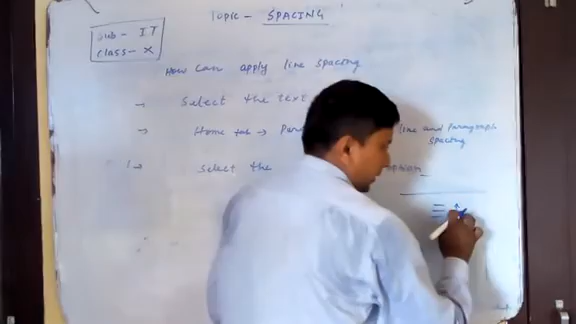 Topic - SPACING
Sub - IT
Class - X
How can apply line spacing
→ Select the text
→ Home tab → line and Paragraph
spacing
→ Select the option